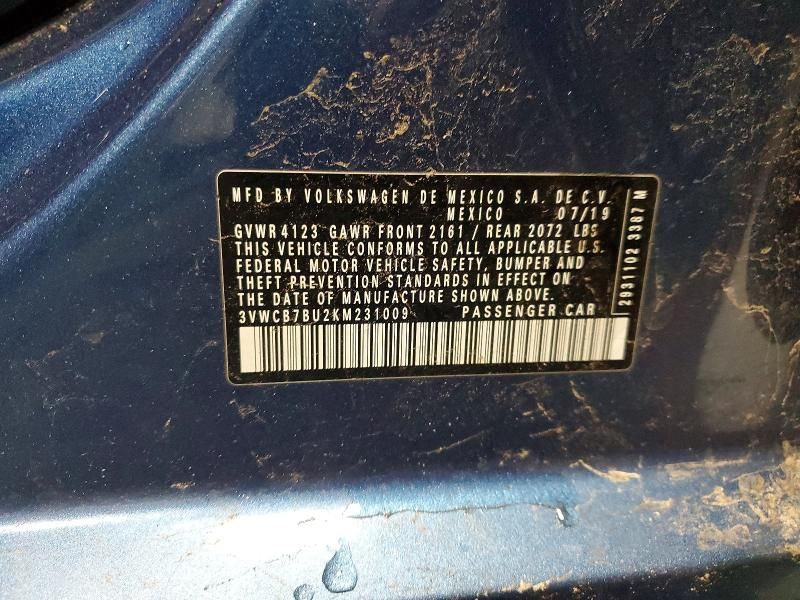 MFD BY VOLKSWAGEN DE MEXICO S.A. DE C.V.
MEXICO 07/19
GVWR 4123 GAWR FRONT 2161 / REAR 2072 LBS
THIS VEHICLE CONFORMS TO ALL APPLICABLE U.S.
FEDERAL MOTOR VEHICLE SAFETY, BUMPER AND
THEFT PREVENTION STANDARDS IN EFFECT ON
THE DATE OF MANUFACTURE SHOWN ABOVE.
3VWCB7BU2KM231009 PASSENGER CAR
2931102 3387 M